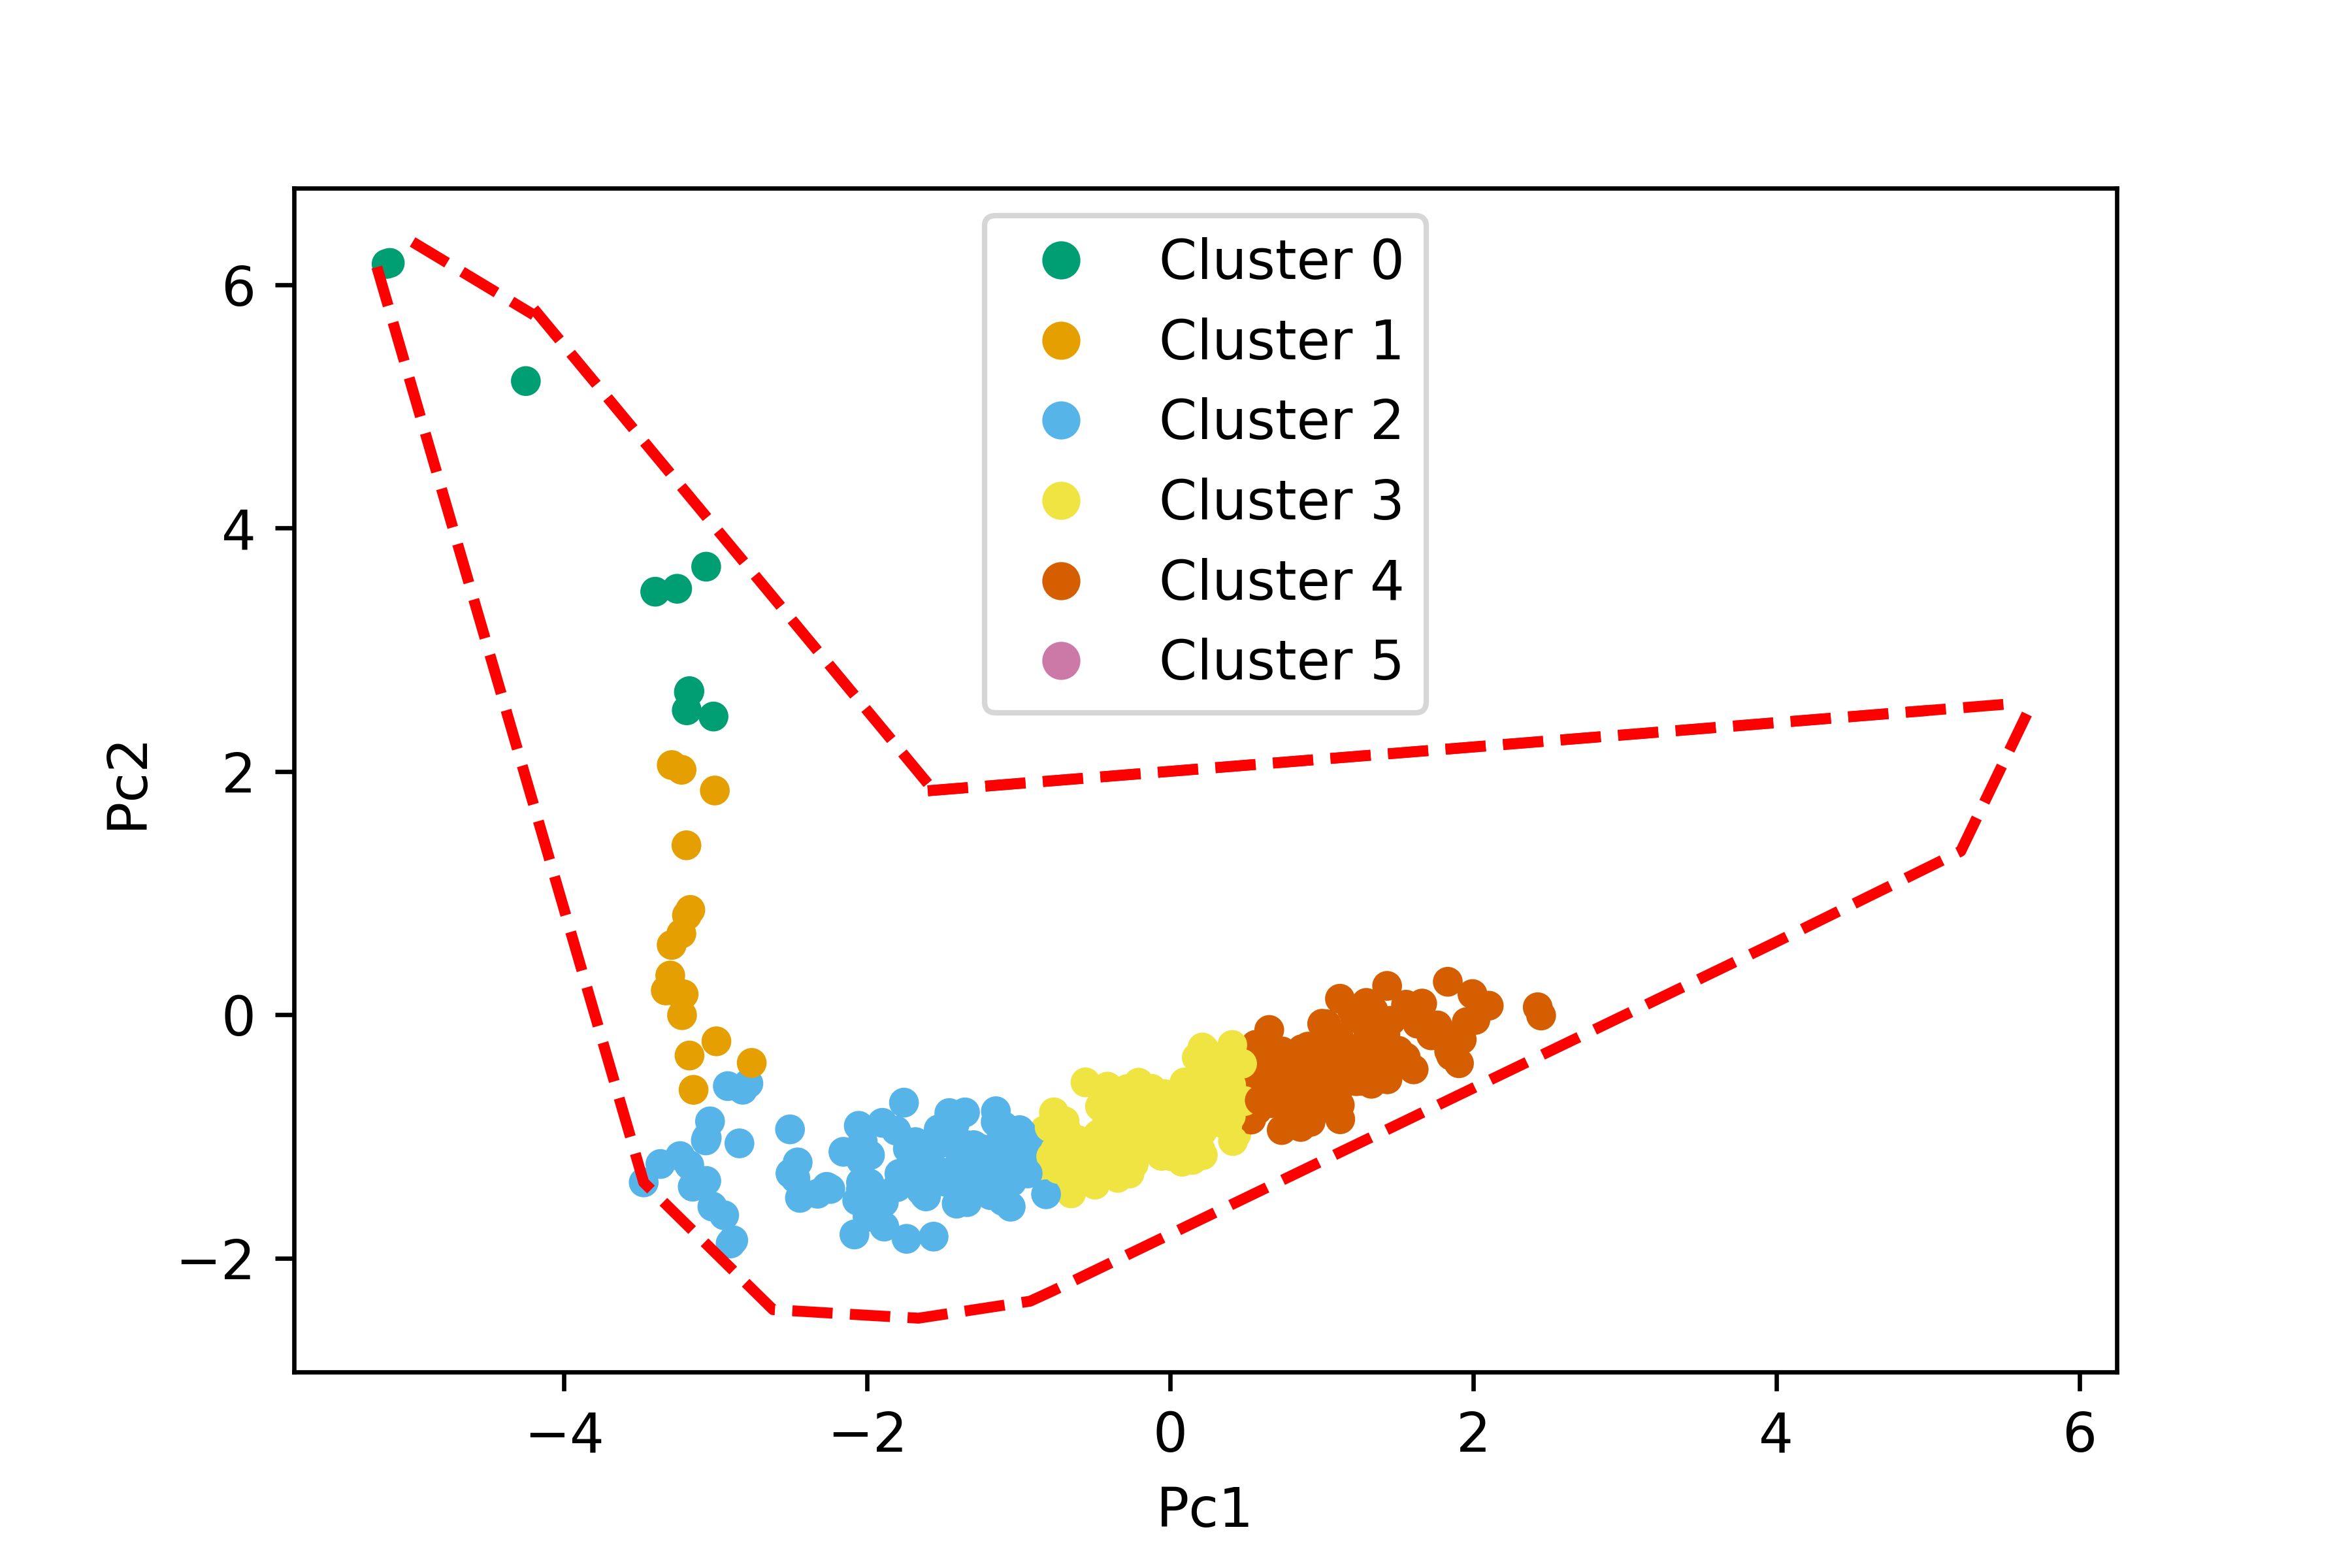 Cluster 0
Cluster 1
Cluster 2
Cluster 3
Cluster 4
Cluster 5
6
4
2
0
−2
Pc2
−4 −2 0 2 4 6
Pc1